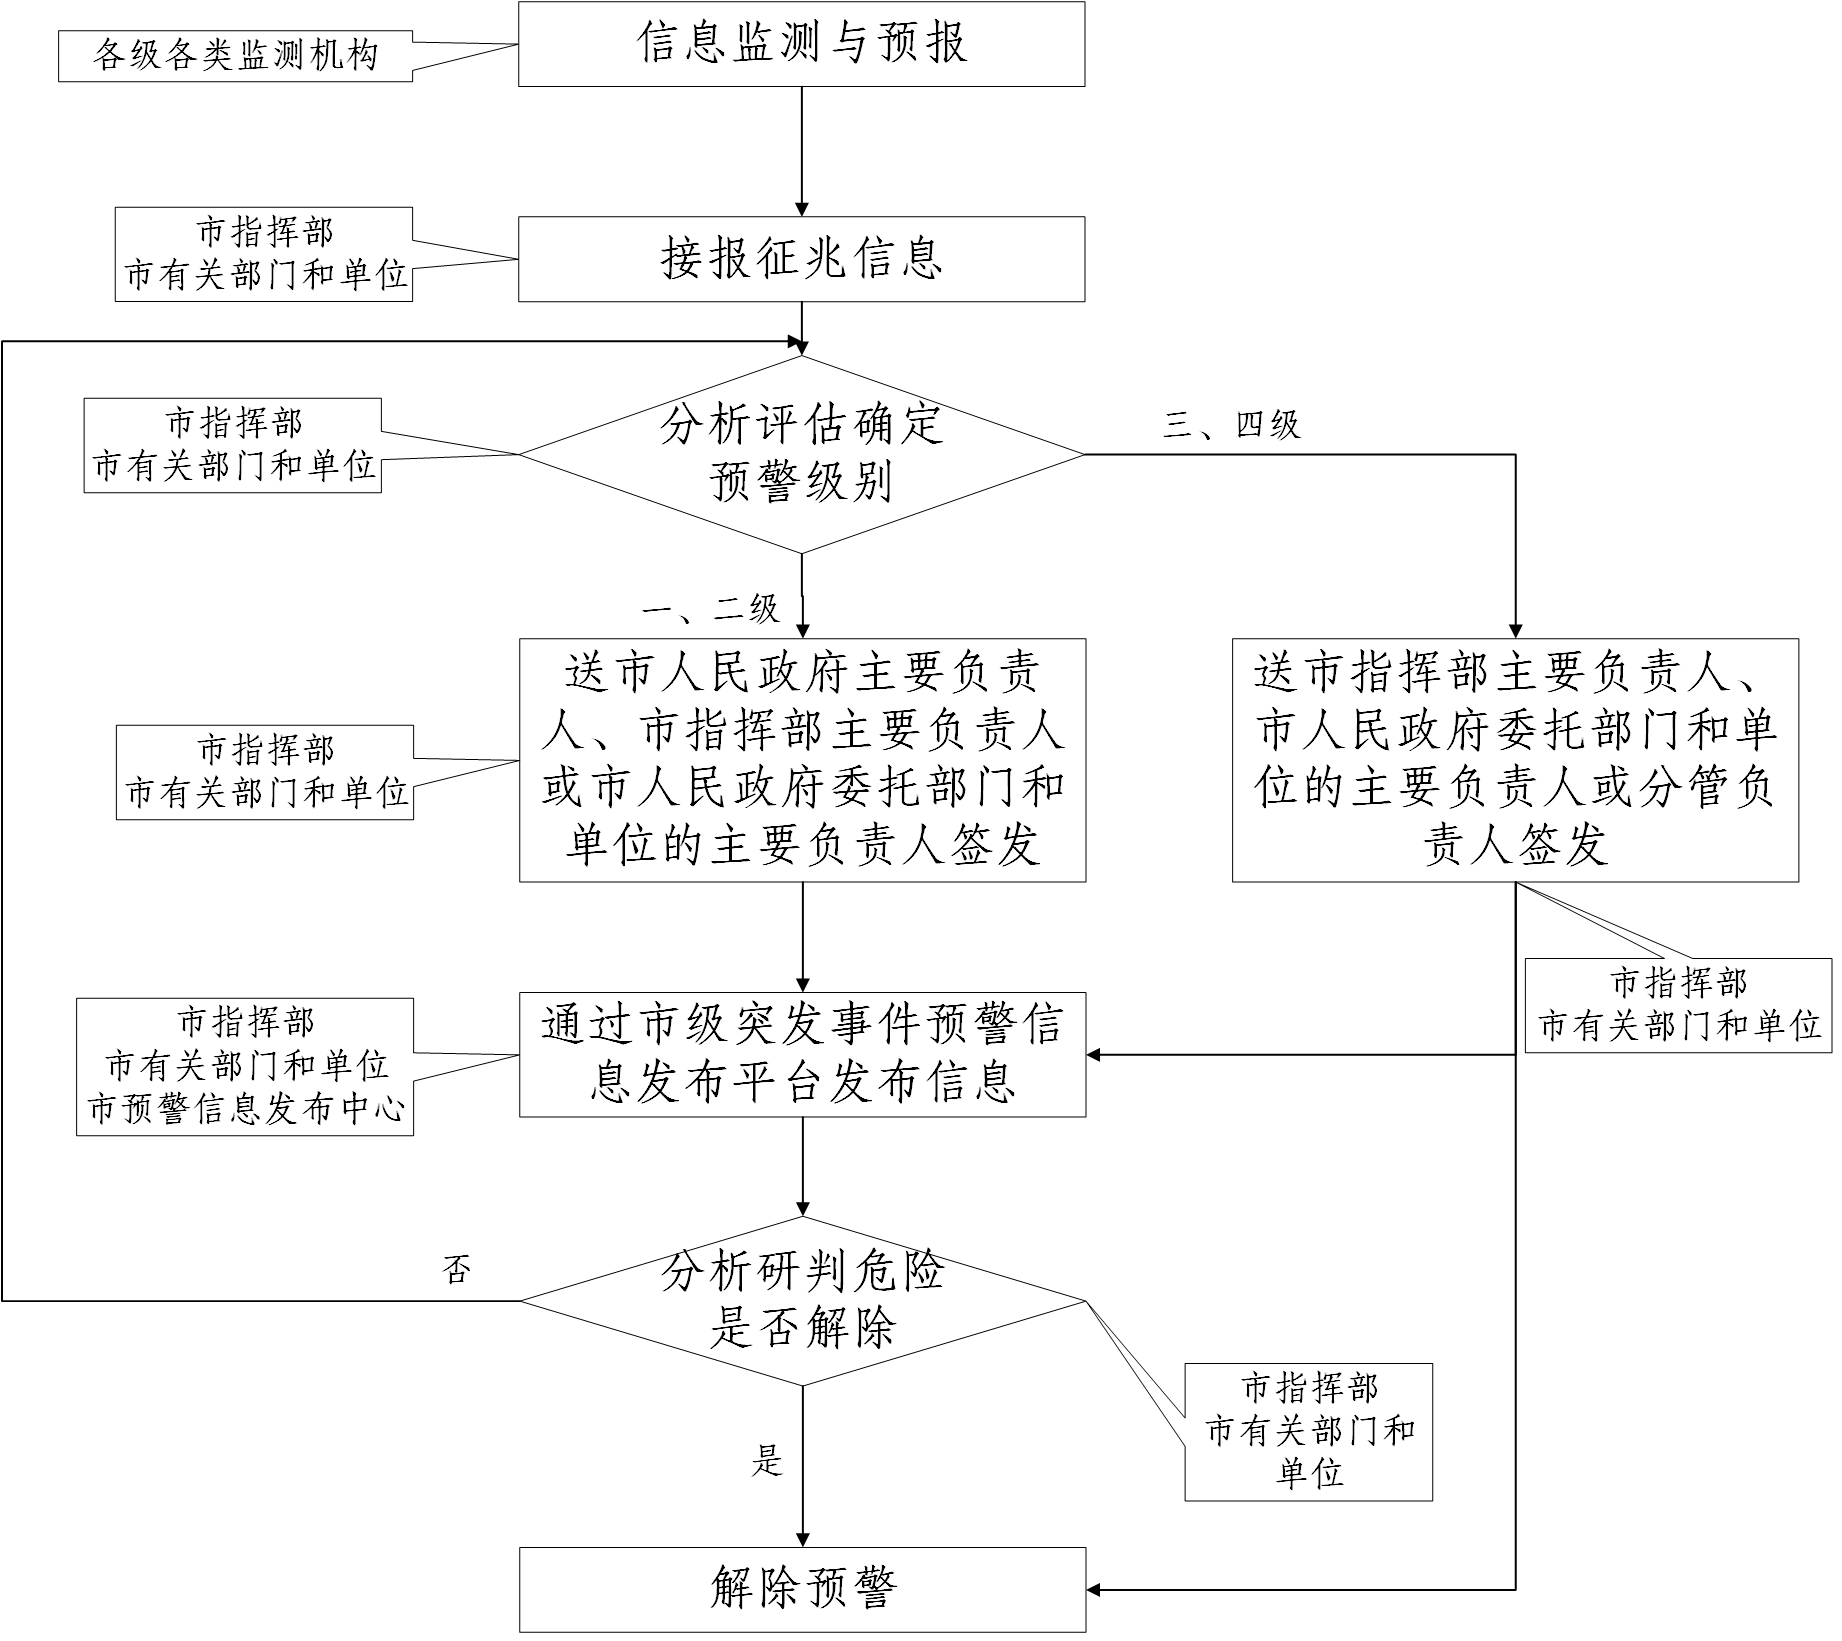 信息监测与预报
各级各类监测机构
市指挥部
市有关部门和单位
接报征兆信息
市指挥部
市有关部门和单位
分析评估确定
预警级别
三、四级
一、二级
市指挥部
市有关部门和单位
送市人民政府主要负责
人、市指挥部主要负责人
或市人民政府委托部门和
单位的主要负责人签发
送市指挥部主要负责人、
市人民政府委托部门和单
位的主要负责人或分管负
责人签发
市指挥部
市有关部门和单位
市指挥部
市有关部门和单位
市预警信息发布中心
通过市级突发事件预警信
息发布平台发布信息
否
分析研判危险
是否解除
市指挥部
市有关部门和
单位
是
解除预警